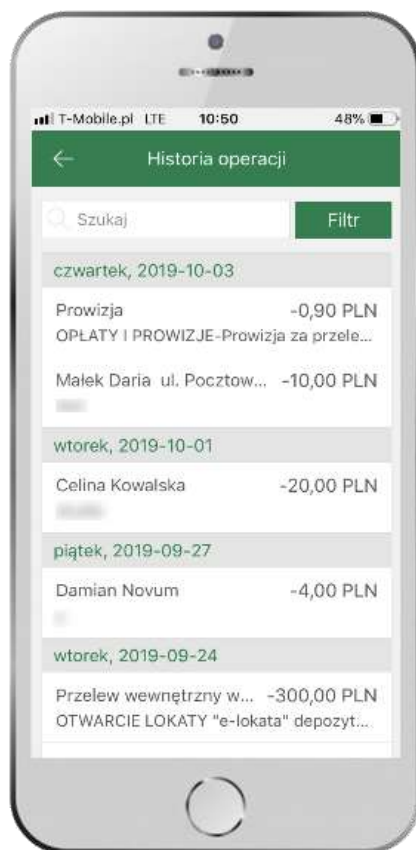 T-Mobile.pl LTE 10:50 48%
Historia operacji
Szukaj Filtr
czwartek, 2019-10-03
Prowizja -0,90 PLN
OPŁATY I PROWIZJE-Prowizja za przele...
Małek Daria ul. Pocztow... -10,00 PLN
wtorek, 2019-10-01
Celina Kowalska -20,00 PLN
piątek, 2019-09-27
Damian Novum -4,00 PLN
wtorek, 2019-09-24
Przelew wewnętrzny w... -300,00 PLN
OTWARCIE LOKATY "e-lokata" depozyt...